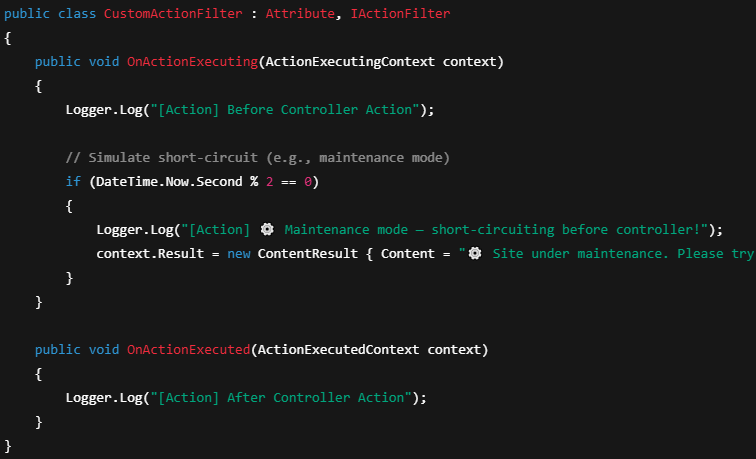 public class CustomActionFilter : Attribute, IActionFilter
{
    public void OnActionExecuting(ActionExecutingContext context)
    {
        Logger.Log("[Action] Before Controller Action");

        // Simulate short-circuit (e.g., maintenance mode)
        if (DateTime.Now.Second % 2 == 0)
        {
            Logger.Log("[Action] ⚙️ Maintenance mode — short-circuiting before controller!");
            context.Result = new ContentResult { Content = "⚙️ Site under maintenance. Please try
        }
    }

    public void OnActionExecuted(ActionExecutedContext context)
    {
        Logger.Log("[Action] After Controller Action");
    }
}